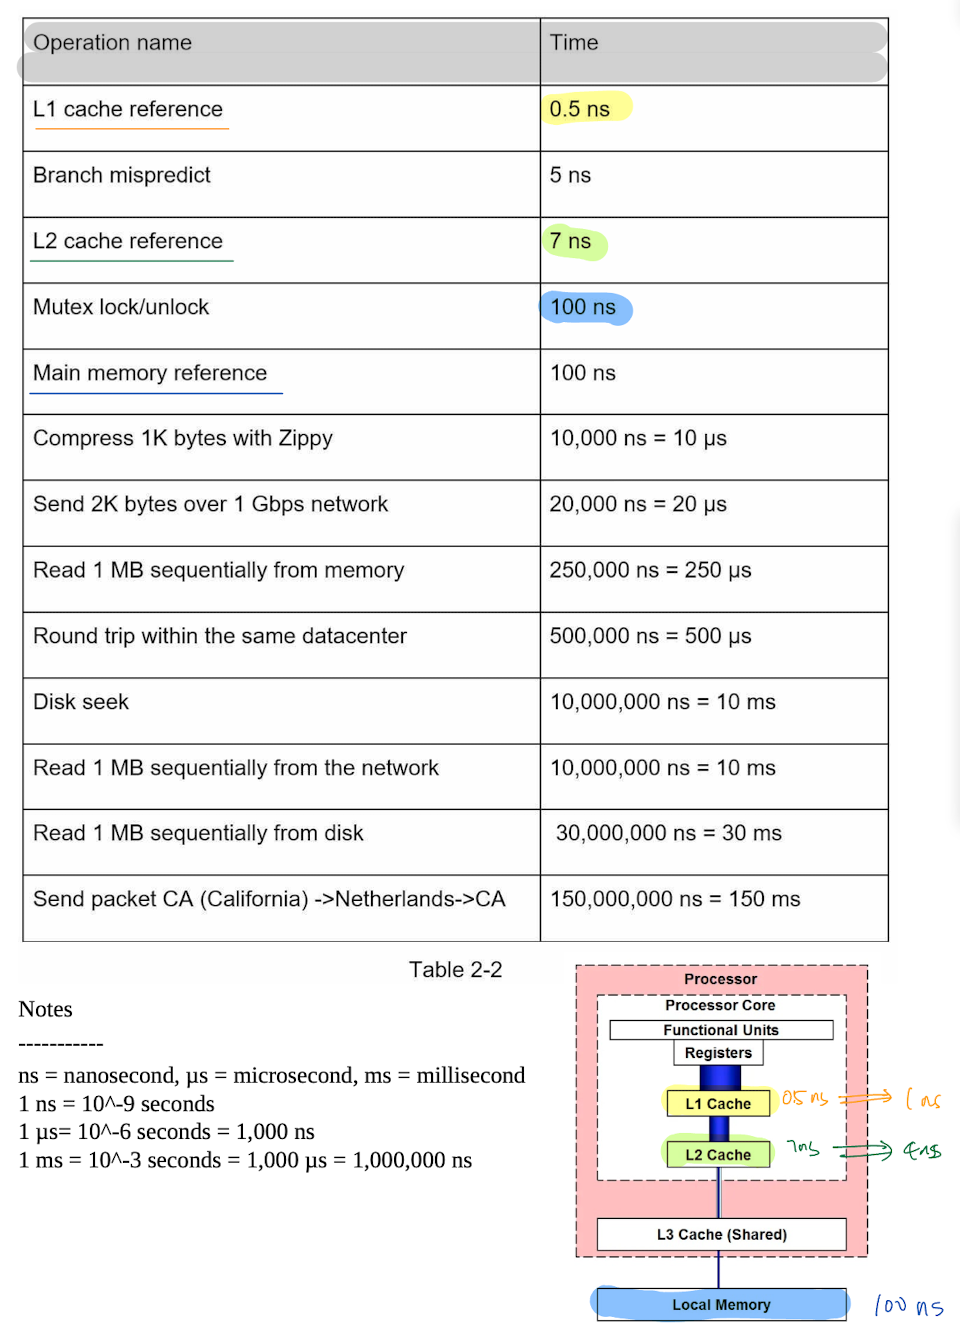 Operation name Time
L1 cache reference 0.5 ns
Branch mispredict 5 ns
L2 cache reference 7 ns
Mutex lock/unlock 100 ns
Main memory reference 100 ns
Compress 1K bytes with Zippy 10,000 ns = 10 µs
Send 2K bytes over 1 Gbps network 20,000 ns = 20 µs
Read 1 MB sequentially from memory 250,000 ns = 250 µs
Round trip within the same datacenter 500,000 ns = 500 µs
Disk seek 10,000,000 ns = 10 ms
Read 1 MB sequentially from the network 10,000,000 ns = 10 ms
Read 1 MB sequentially from disk 30,000,000 ns = 30 ms
Send packet CA (California) ->Netherlands->CA 150,000,000 ns = 150 ms
Table 2-2
Notes
-----------
ns = nanosecond, µs = microsecond, ms = millisecond
1 ns = 10^-9 seconds
1 µs= 10^-6 seconds = 1,000 ns
1 ms = 10^-3 seconds = 1,000 µs = 1,000,000 ns
Processor
Processor Core
Functional Units
Registers
L1 Cache 0.5 ns ⇒ 1 ns
L2 Cache 7ns ⇒ 4ns
L3 Cache (Shared)
Local Memory 100 ns